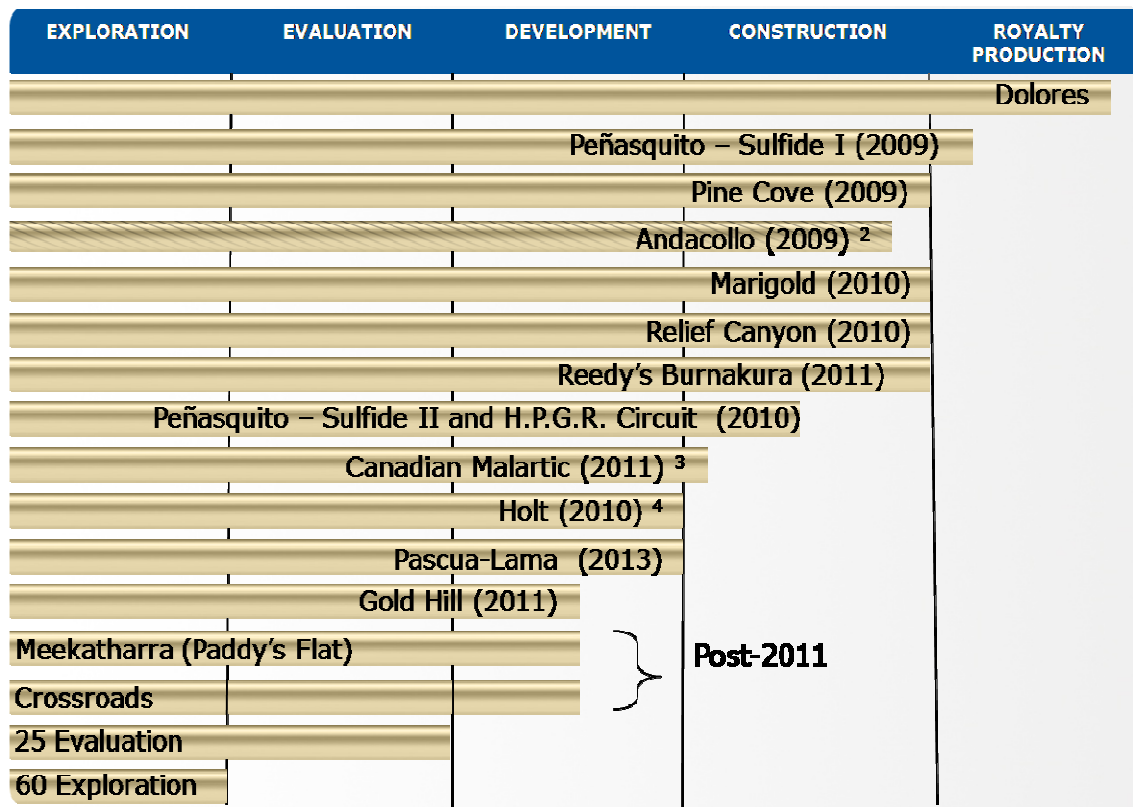 EXPLORATION EVALUATION DEVELOPMENT CONSTRUCTION ROYALTY PRODUCTION
Dolores
Peñasquito – Sulfide I (2009)
Pine Cove (2009)
Andacollo (2009) ²
Marigold (2010)
Relief Canyon (2010)
Reedy's Burnakura (2011)
Peñasquito – Sulfide II and H.P.G.R. Circuit (2010)
Canadian Malartic (2011) ³
Holt (2010) ⁴
Pascua-Lama (2013)
Gold Hill (2011)
Meekatharra (Paddy's Flat)
Post-2011
Crossroads
25 Evaluation
60 Exploration